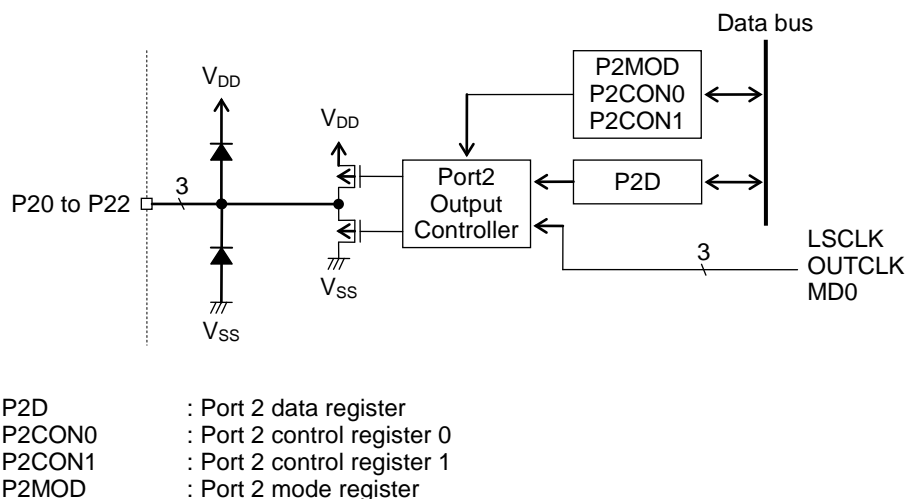 Data bus
P2MOD
P2CON0
P2CON1
VDD
VDD
3
P20 to P22
Port2
Output
Controller
P2D
VSS
VSS
3
LSCLK
OUTCLK
MD0
P2D : Port 2 data register
P2CON0 : Port 2 control register 0
P2CON1 : Port 2 control register 1
P2MOD : Port 2 mode register